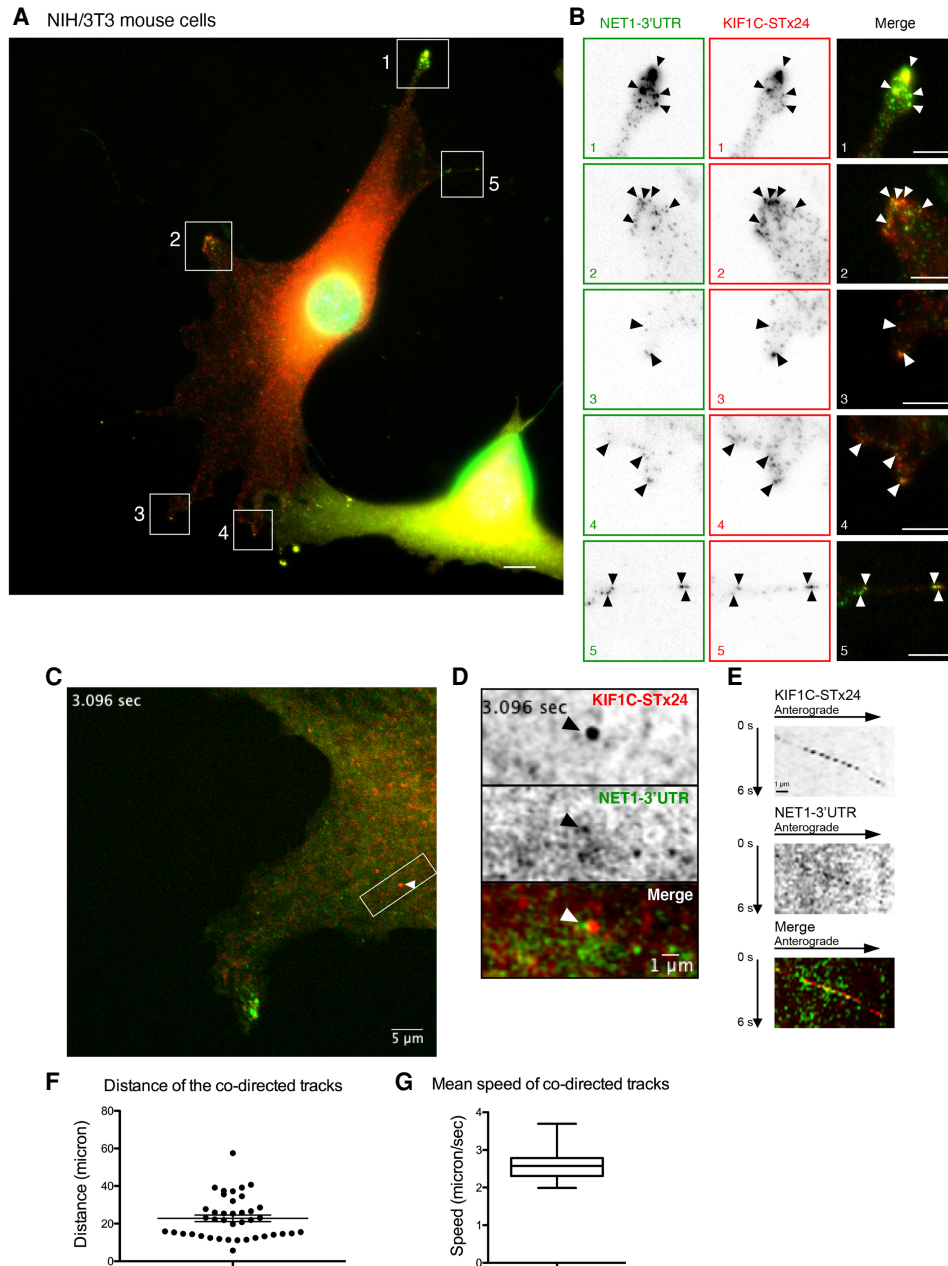 A NIH/3T3 mouse cells
1
5
2
3
4
B NET1-3'UTR KIF1C-STx24 Merge
1 1 1
2 2 2
3 3 3
4 4 4
5 5 5
C
3.096 sec
5 µm
D
KIF1C-STx24
3.096 sec
NET1-3'UTR
Merge
1 µm
E
KIF1C-STx24
Anterograde
0 s
1 µm
6 s
NET1-3'UTR
Anterograde
0 s
6 s
Merge
Anterograde
0 s
6 s
F Distance of the co-directed tracks
Distance (micron)
80
60
40
20
0
G Mean speed of co-directed tracks
Speed (micron/sec)
4
3
2
1
0